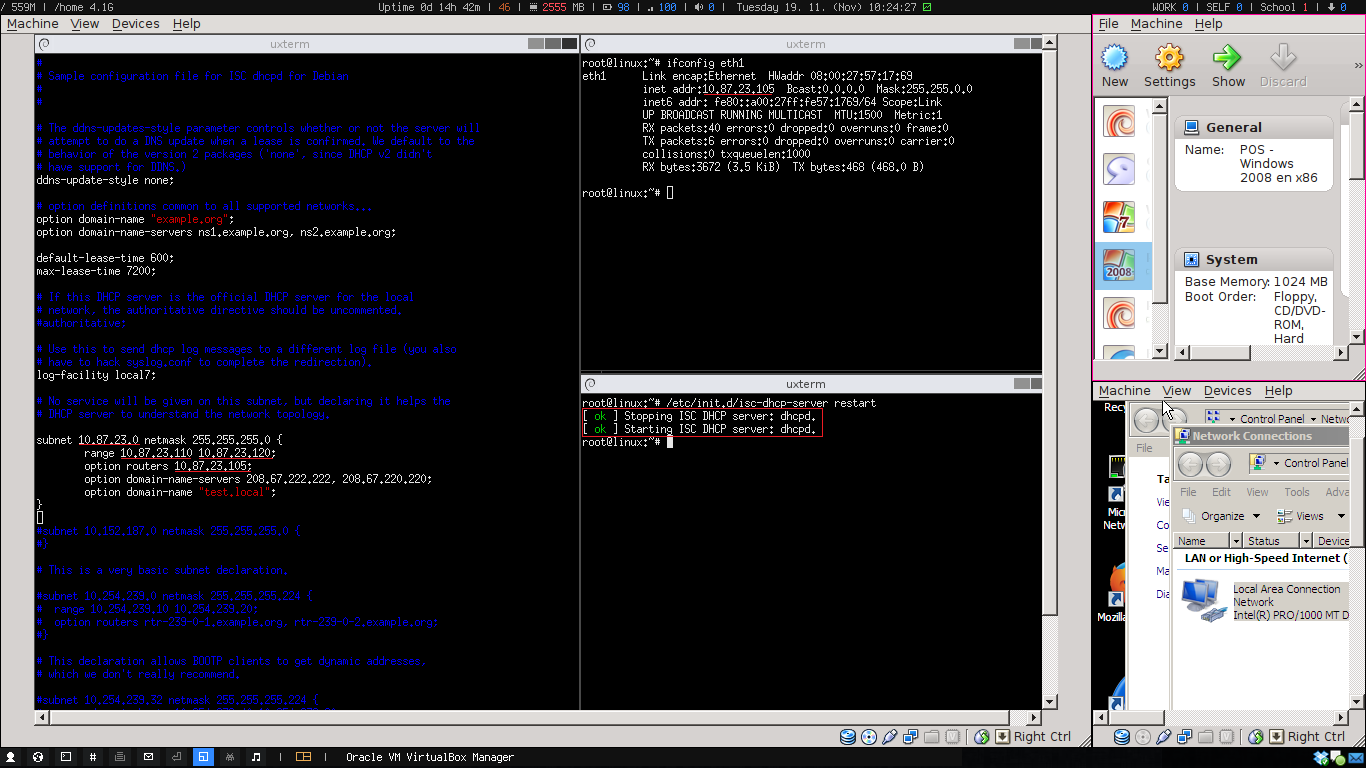 / 559M | /home 4.1G
Uptime 0d 14h 42m | 46 | 2555 MB | 98 | 100 | 0 | Tuesday 19. 11. (Nov) 10:24:27
WORK 0 | SELF 0 | School 1 | 0
Machine View Devices Help
uxterm
#
# Sample configuration file for ISC dhcpd for Debian
#
#
# The ddns-updates-style parameter controls whether or not the server will
# attempt to do a DNS update when a lease is confirmed. We default to the
# behavior of the version 2 packages ('none', since DHCP v2 didn't
# have support for DDNS.)
ddns-update-style none;
# option definitions common to all supported networks...
option domain-name "example.org";
option domain-name-servers ns1.example.org, ns2.example.org;
default-lease-time 600;
max-lease-time 7200;
# If this DHCP server is the official DHCP server for the local
# network, the authoritative directive should be uncommented.
#authoritative;
# Use this to send dhcp log messages to a different log file (you also
# have to hack syslog.conf to complete the redirection).
log-facility local7;
# No service will be given on this subnet, but declaring it helps the
# DHCP server to understand the network topology.
subnet 10.87.23.0 netmask 255.255.255.0 {
range 10.87.23.110 10.87.23.120;
option routers 10.87.23.105;
option domain-name-servers 208.67.222.222, 208.67.220.220;
option domain-name "test.local";
}
#subnet 10.152.187.0 netmask 255.255.255.0 {
#}
# This is a very basic subnet declaration.
#subnet 10.254.239.0 netmask 255.255.255.224 {
# range 10.254.239.10 10.254.239.20;
# option routers rtr-239-0-1.example.org, rtr-239-0-2.example.org;
#}
# This declaration allows BOOTP clients to get dynamic addresses,
# which we don't really recommend.
#subnet 10.254.239.32 netmask 255.255.255.224 {
uxterm
root@linux:~# ifconfig eth1
eth1 Link encap:Ethernet HWaddr 08:00:27:57:17:69
inet addr:10.87.23.105 Bcast:0.0.0.0 Mask:255.255.0.0
inet6 addr: fe80::a00:27ff:fe57:1769/64 Scope:Link
UP BROADCAST RUNNING MULTICAST MTU:1500 Metric:1
RX packets:40 errors:0 dropped:0 overruns:0 frame:0
TX packets:6 errors:0 dropped:0 overruns:0 carrier:0
collisions:0 txqueuelen:1000
RX bytes:3672 (3.5 KiB) TX bytes:468 (468.0 B)
root@linux:~#
uxterm
root@linux:~# /etc/init.d/isc-dhcp-server restart
[ ok ] Stopping ISC DHCP server: dhcpd.
[ ok ] Starting ISC DHCP server: dhcpd.
root@linux:~#
Right Ctrl
File Machine Help
New Settings Show Discard
»
7
2008
General
Name: POS -
Windows
2008 en x86
System
Base Memory: 1024 MB
Boot Order: Floppy,
CD/DVD-
ROM,
Hard
Machine View Devices Help
Recy
Control Panel Netwo
File
Network Connections
Control Panel
File Edit View Tools Adva
Organize Views
Name Status Device
LAN or High-Speed Internet (
Local Area Connection
Network
Intel(R) PRO/1000 MT D
Ta
Vie
Co
Se
Ma
Dia
Mic
Netw
Mozilla
Right Ctrl
Oracle VM VirtualBox Manager